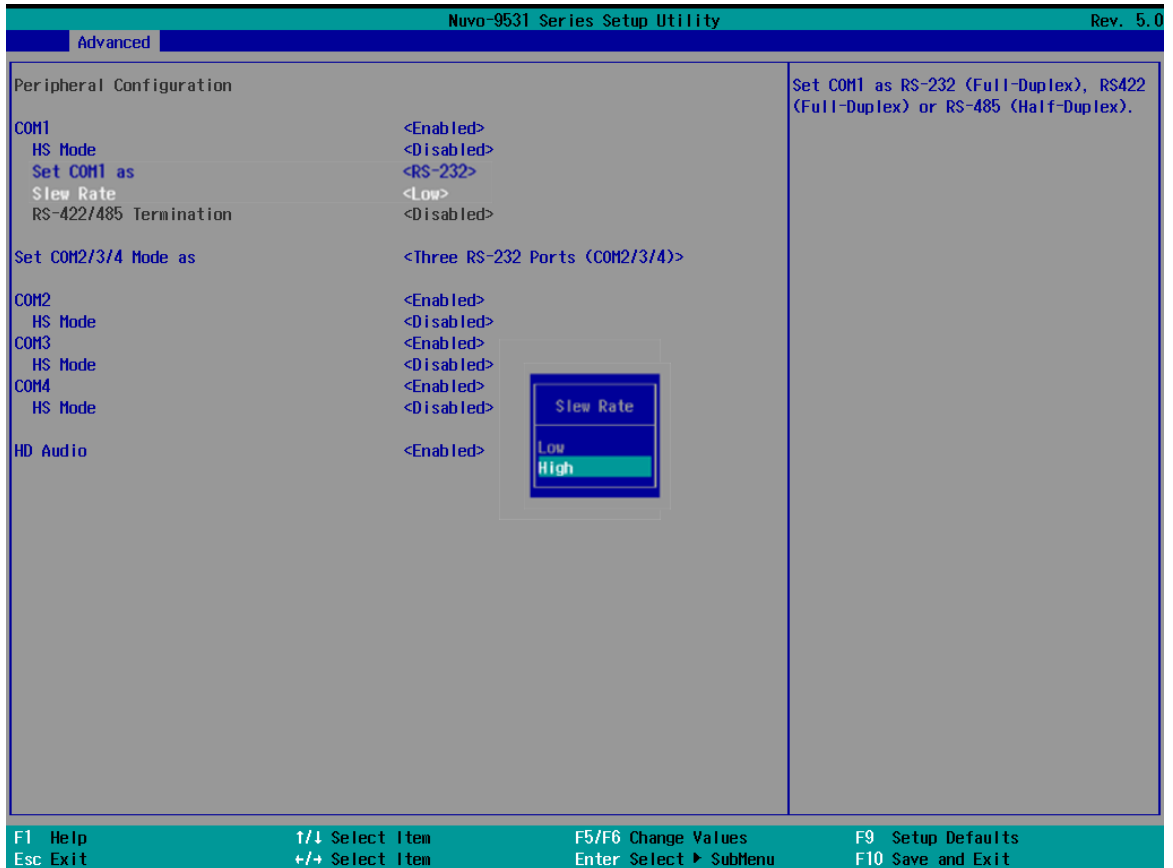 Nuvo-9531 Series Setup Utility Rev. 5.0
Advanced
Peripheral Configuration
COM1 <Enabled>
HS Mode <Disabled>
Set COM1 as <RS-232>
Slew Rate <Low>
RS-422/485 Termination <Disabled>
Set COM2/3/4 Mode as <Three RS-232 Ports (COM2/3/4)>
COM2 <Enabled>
HS Mode <Disabled>
COM3 <Enabled>
HS Mode <Disabled>
COM4 <Enabled>
HS Mode <Disabled>
HD Audio <Enabled>
Slew Rate
Low
High
Set COM1 as RS-232 (Full-Duplex), RS422
(Full-Duplex) or RS-485 (Half-Duplex).
F1 Help ↑/↓ Select Item F5/F6 Change Values F9 Setup Defaults
Esc Exit ←/→ Select Item Enter Select ▶ SubMenu F10 Save and Exit